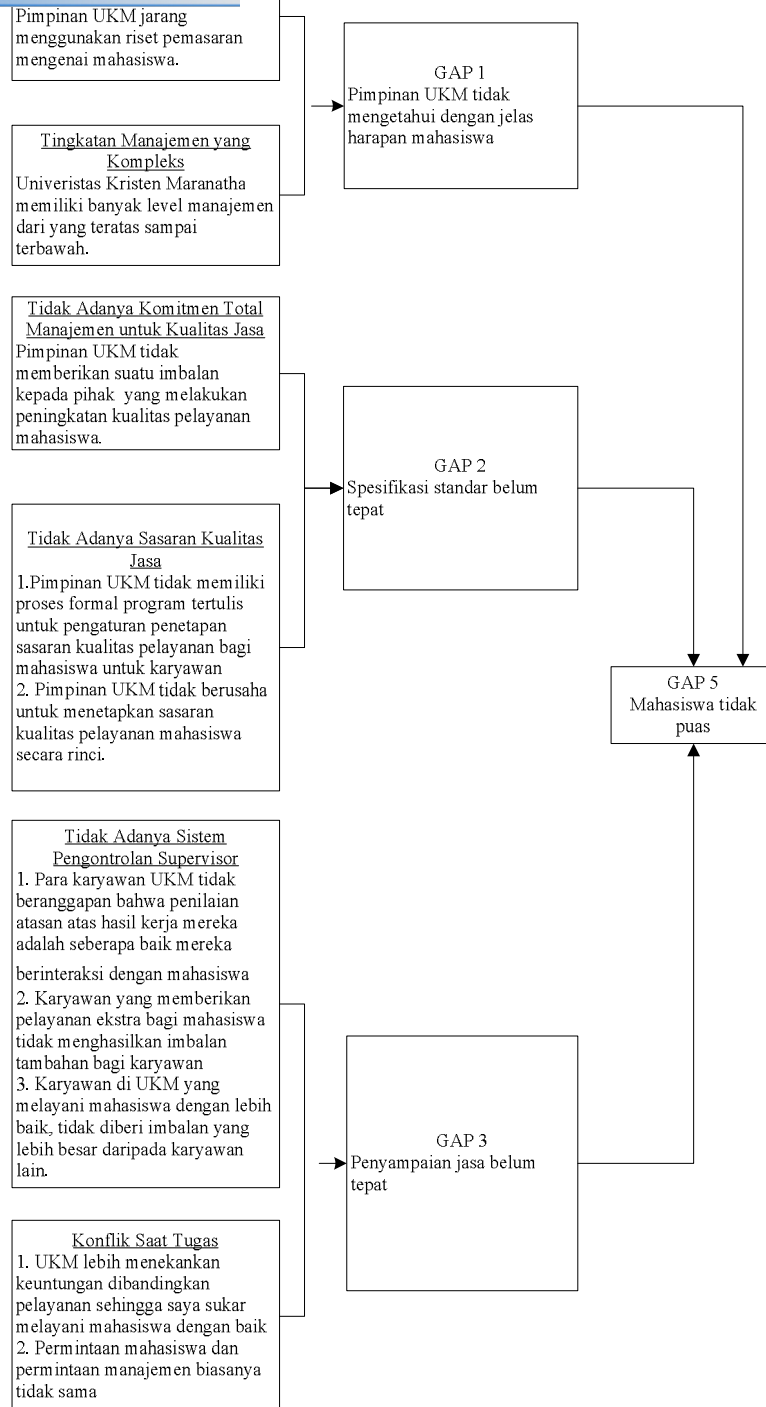 Pimpinan UKM jarang
menggunakan riset pemasaran
mengenai mahasiswa.
Tingkatan Manajemen yang
Kompleks
Univeristas Kristen Maranatha
memiliki banyak level manajemen
dari yang teratas sampai
terbawah.
GAP 1
Pimpinan UKM tidak
mengetahui dengan jelas
harapan mahasiswa
Tidak Adanya Komitmen Total
Manajemen untuk Kualitas Jasa
Pimpinan UKM tidak
memberikan suatu imbalan
kepada pihak yang melakukan
peningkatan kualitas pelayanan
mahasiswa.
Tidak Adanya Sasaran Kualitas
Jasa
1.Pimpinan UKM tidak memiliki
proses formal program tertulis
untuk pengaturan penetapan
sasaran kualitas pelayanan bagi
mahasiswa untuk karyawan
2. Pimpinan UKM tidak berusaha
untuk menetapkan sasaran
kualitas pelayanan mahasiswa
secara rinci.
GAP 2
Spesifikasi standar belum
tepat
GAP 5
Mahasiswa tidak
puas
Tidak Adanya Sistem
Pengontrolan Supervisor
1. Para karyawan UKM tidak
beranggapan bahwa penilaian
atasan atas hasil kerja mereka
adalah seberapa baik mereka
berinteraksi dengan mahasiswa
2. Karyawan yang memberikan
pelayanan ekstra bagi mahasiswa
tidak menghasilkan imbalan
tambahan bagi karyawan
3. Karyawan di UKM yang
melayani mahasiswa dengan lebih
baik, tidak diberi imbalan yang
lebih besar daripada karyawan
lain.
Konflik Saat Tugas
1. UKM lebih menekankan
keuntungan dibandingkan
pelayanan sehingga saya sukar
melayani mahasiswa dengan baik
2. Permintaan mahasiswa dan
permintaan manajemen biasanya
tidak sama
GAP 3
Penyampaian jasa belum
tepat